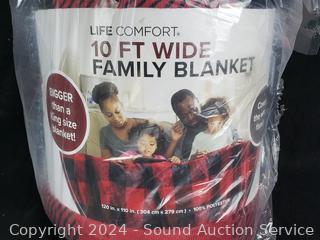 LIFE COMFORT®
10 FT WIDE
FAMILY BLANKET
BIGGER
than a
King size
blanket!
120 in. x 110 in. (304 cm x 279 cm) • 100% POLYESTER
Copyright 2024 - Sound Auction Service